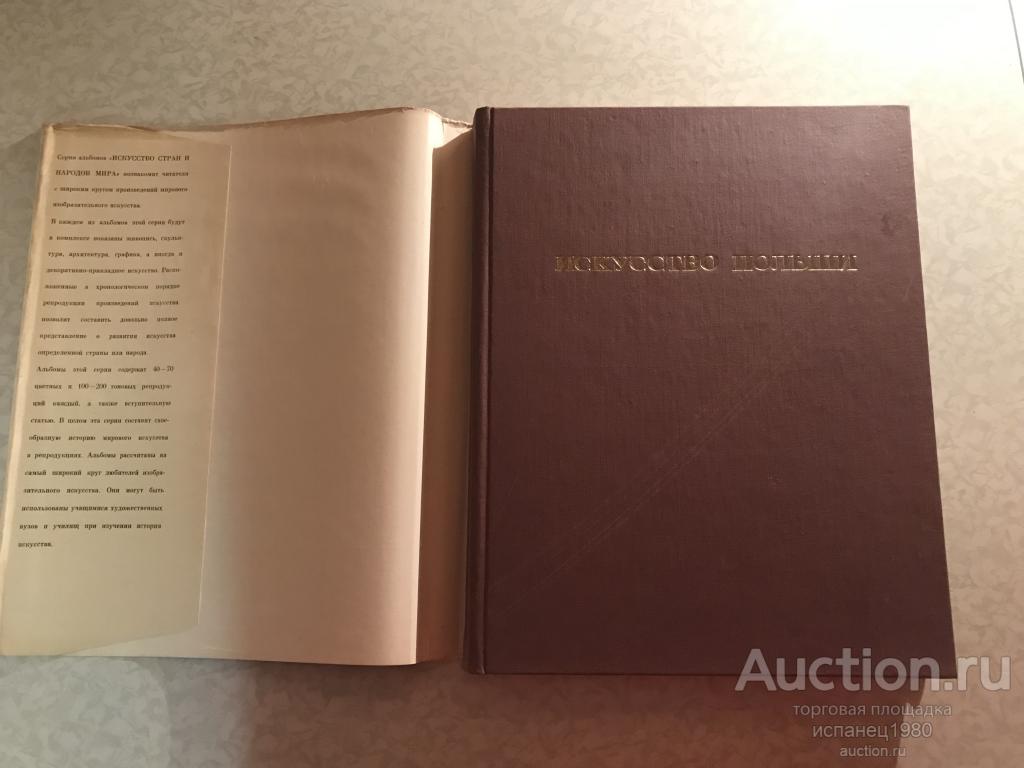 Серия альбомов «ИСКУССТВО СТРАН И
НАРОДОВ МИРА» познакомит читателя
с широким кругом произведений мирового
изобразительного искусства.
В каждом из альбомов этой серии будут
в комплексе показаны живопись, скульп-
тура, архитектура, графика, а иногда и
декоративно-прикладное искусство. Распо-
ложенные в хронологическом порядке
репродукции произведений искусства
позволят составить довольно полное
представление о развитии искусства
определенной страны или народа.
Альбомы этой серии содержат 40—70
цветных и 100—200 тоновых репродук-
ций каждый, а также вступительную
статью. В целом эта серия составит свое-
образную историю мирового искусства
в репродукциях. Альбомы рассчитаны на
самый широкий круг любителей изобра-
зительного искусства. Они могут быть
использованы учащимися художественных
вузов и училищ при изучении истории
искусства.
ИСКУССТВО ПОЛЬШИ
Auction.ru
торговая площадка
испанец1980
auction.ru